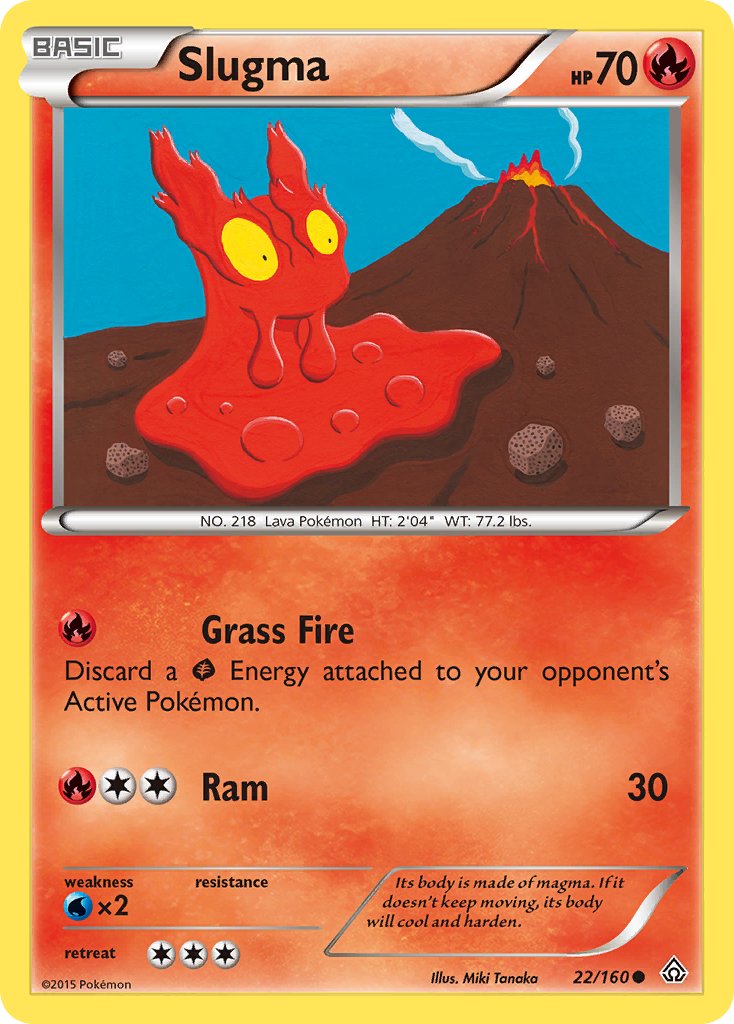 BASIC
Slugma
HP 70
NO. 218 Lava Pokémon HT: 2'04" WT: 77.2 lbs.
Grass Fire
Discard a Energy attached to your opponent's
Active Pokémon.
Ram 30
weakness resistance
×2
retreat
Its body is made of magma. If it
doesn't keep moving, its body
will cool and harden.
©2015 Pokémon
Illus. Miki Tanaka 22/160